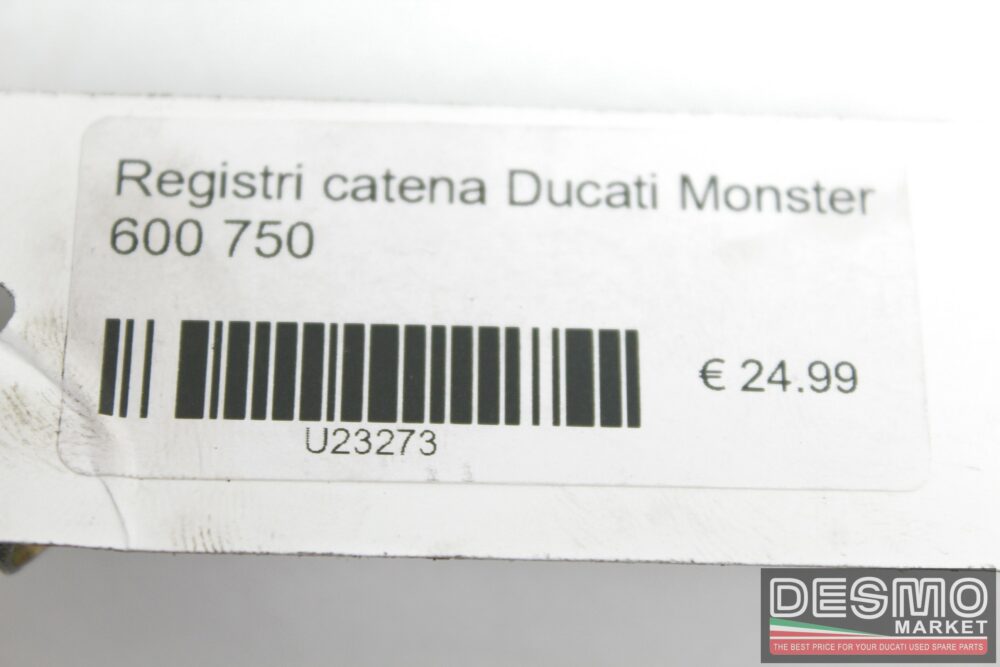 Registri catena Ducati Monster
600 750
€ 24.99
U23273
DESMO
MARKET
THE BEST PRICE FOR YOUR DUCATI USED SPARE PARTS